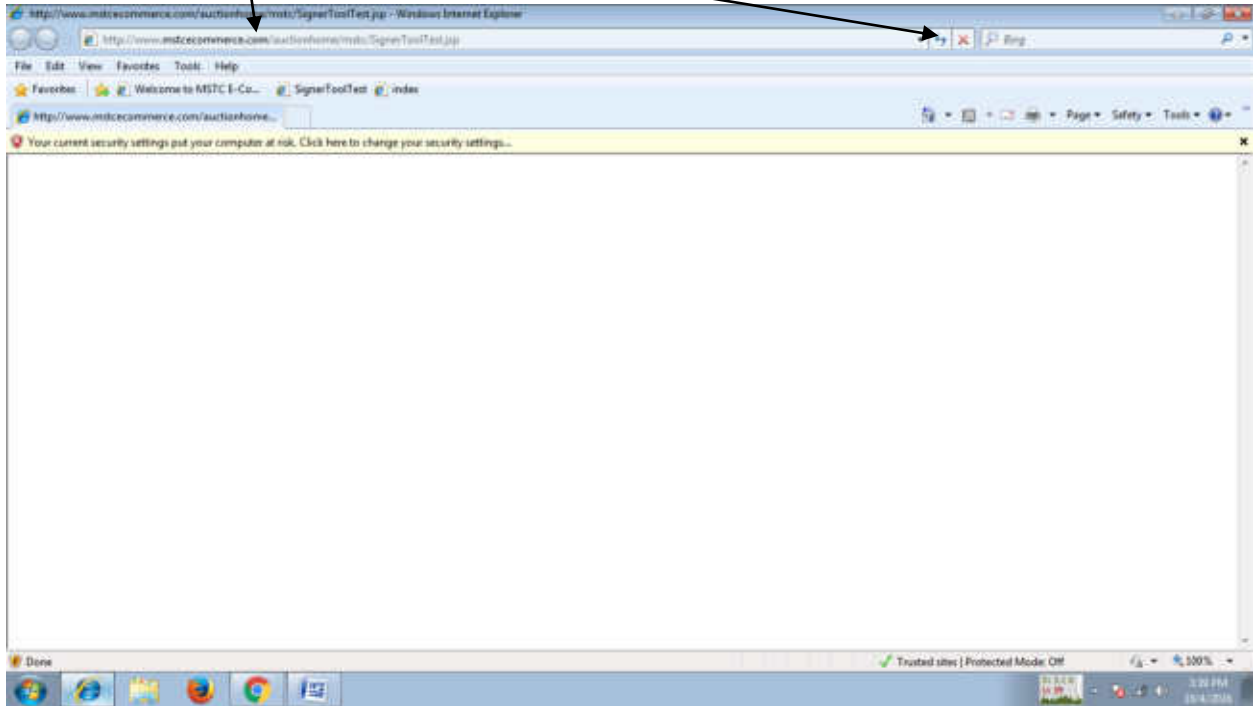 http://www.mstcecommerce.com/auctionhome/mstc/SignerToolTest.jsp - Windows Internet Explorer
http://www.mstcecommerce.com/auctionhome/mstc/SignerToolTest.jsp
Bing
File Edit View Favorites Tools Help
Favorites Welcome to MSTC E-Co... SignerToolTest index
http://www.mstcecommerce.com/auctionhome... Page Safety Tools
Your current security settings put your computer at risk. Click here to change your security settings...
Done Trusted sites | Protected Mode: Off 100%